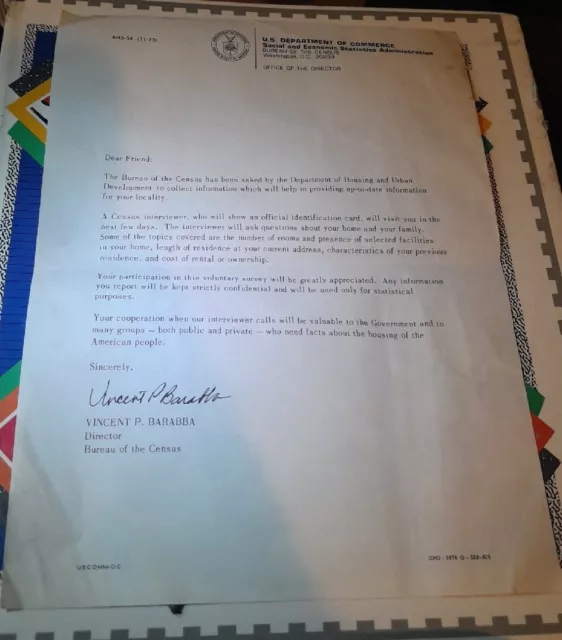 AHS-54 (11-73)
U.S. DEPARTMENT OF COMMERCE
Social and Economic Statistics Administration
BUREAU OF THE CENSUS
Washington, D.C. 20233
OFFICE OF THE DIRECTOR
Dear Friend:
The Bureau of the Census has been asked by the Department of Housing and Urban
Development to collect information which will help in providing up-to-date information
for your locality.
A Census interviewer, who will show an official identification card, will visit you in the
next few days. The interviewer will ask questions about your home and your family.
Some of the topics covered are the number of rooms and presence of selected facilities
in your home, length of residence at your current address, characteristics of your previous
residence, and cost of rental or ownership.
Your participation in this voluntary survey will be greatly appreciated. Any information
you report will be kept strictly confidential and will be used only for statistical
purposes.
Your cooperation when our interviewer calls will be valuable to the Government and to
many groups — both public and private — who need facts about the housing of the
American people.
Sincerely,
Vincent P Barabba
VINCENT P. BARABBA
Director
Bureau of the Census
USCOMM-DC
GPO : 1974 O -